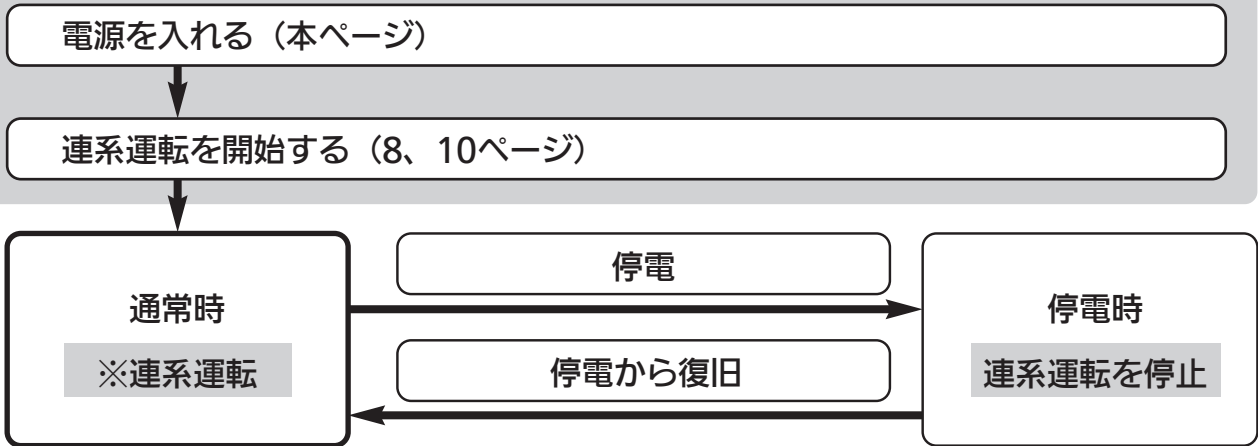 電源を入れる（本ページ）
連系運転を開始する（8、10ページ）
停電
通常時
停電時
※連系運転
停電から復旧
連系運転を停止